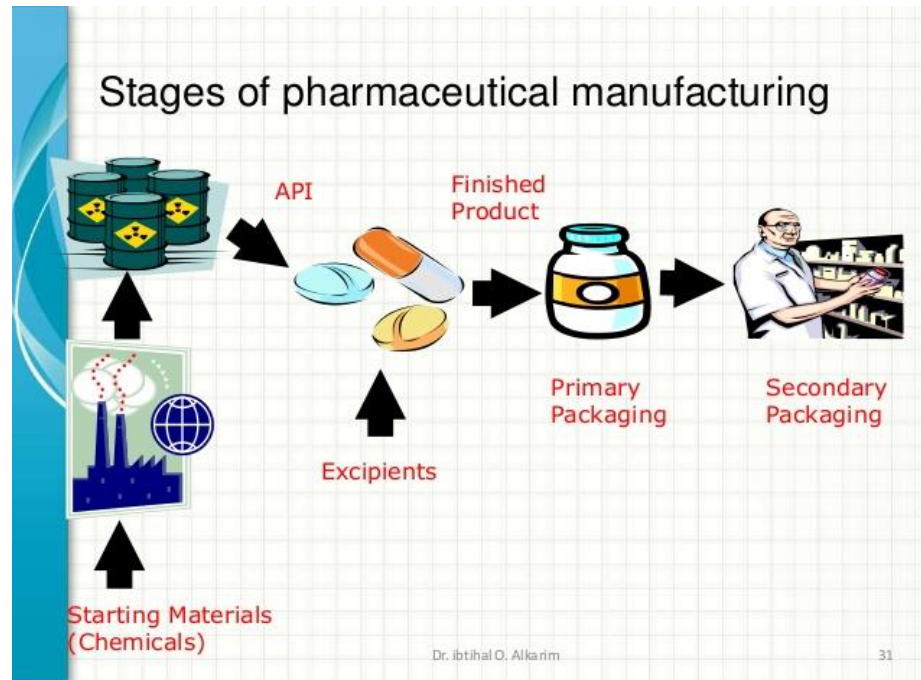 Stages of pharmaceutical manufacturing
API
Finished
Product
Primary
Packaging
Secondary
Packaging
Excipients
Starting Materials
(Chemicals)
Dr. ibtihal O. Alkarim
31